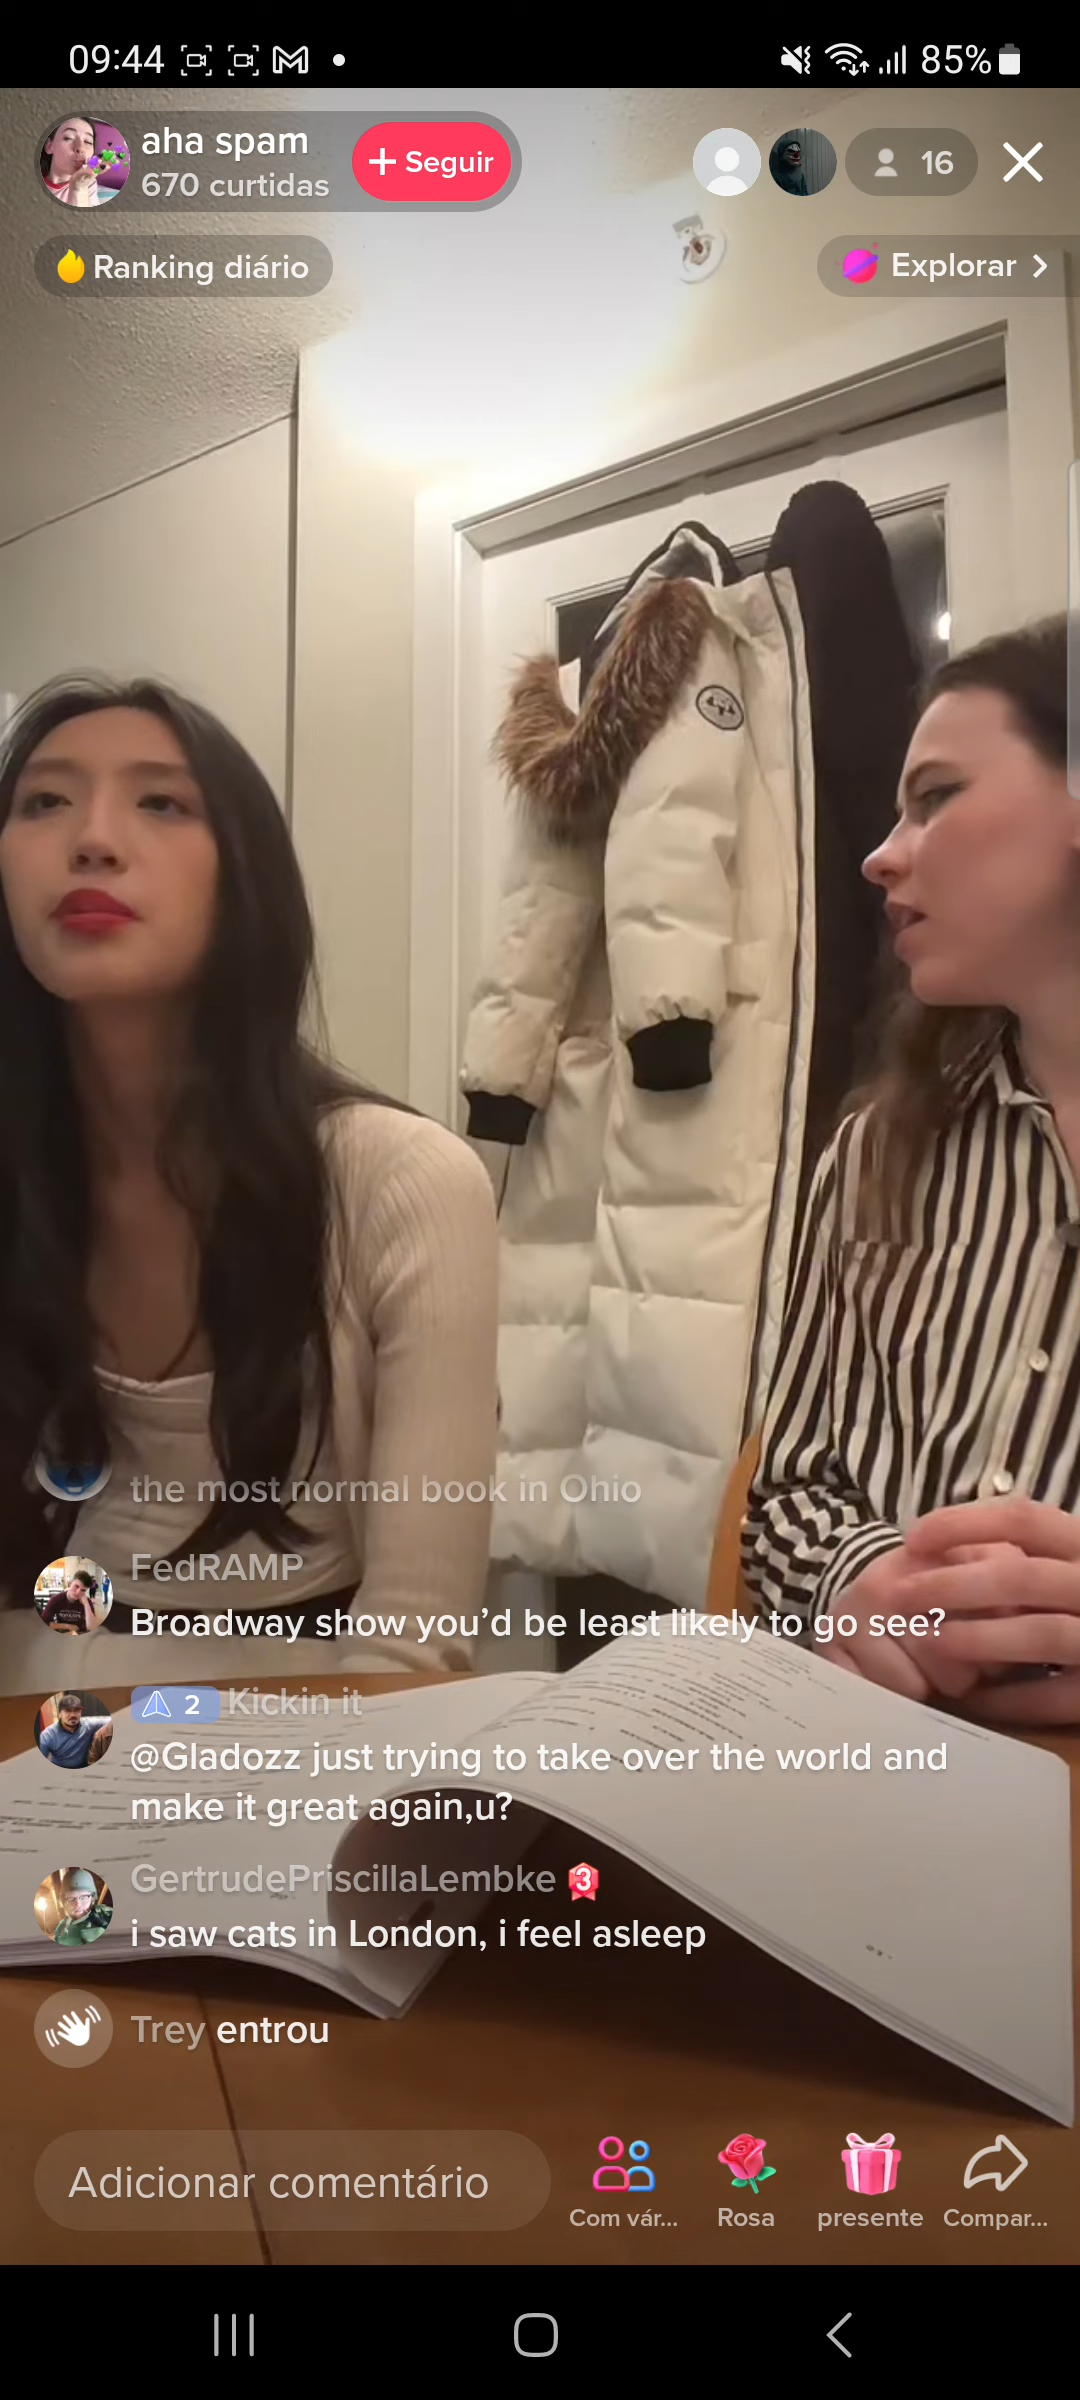 09:44
85%
aha spam
670 curtidas
+ Seguir
16
Ranking diário
Explorar >
the most normal book in Ohio
FedRAMP
Broadway show you’d be least likely to go see?
2 Kickin it
@Gladozz just trying to take over the world and
make it great again,u?
GertrudePriscillaLembke 3
i saw cats in London, i feel asleep
Trey entrou
Adicionar comentário
Com vár...
Rosa
presente
Compar...